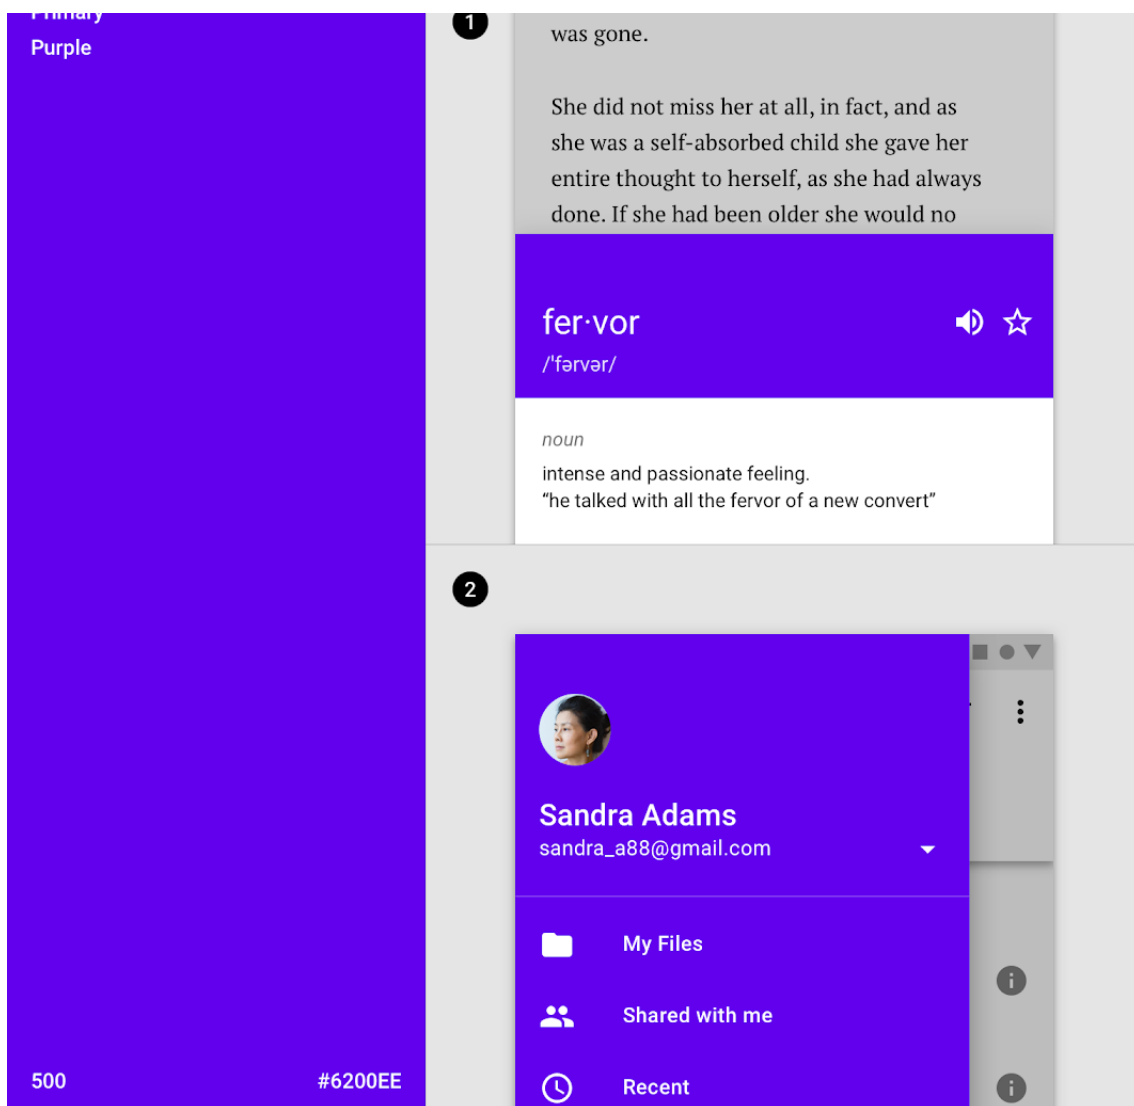 Primary
Purple
500
#6200EE
1
was gone.
She did not miss her at all, in fact, and as
she was a self-absorbed child she gave her
entire thought to herself, as she had always
done. If she had been older she would no
fer·vor
/ˈfərvər/
noun
intense and passionate feeling.
“he talked with all the fervor of a new convert”
2
Sandra Adams
sandra_a88@gmail.com
My Files
Shared with me
Recent